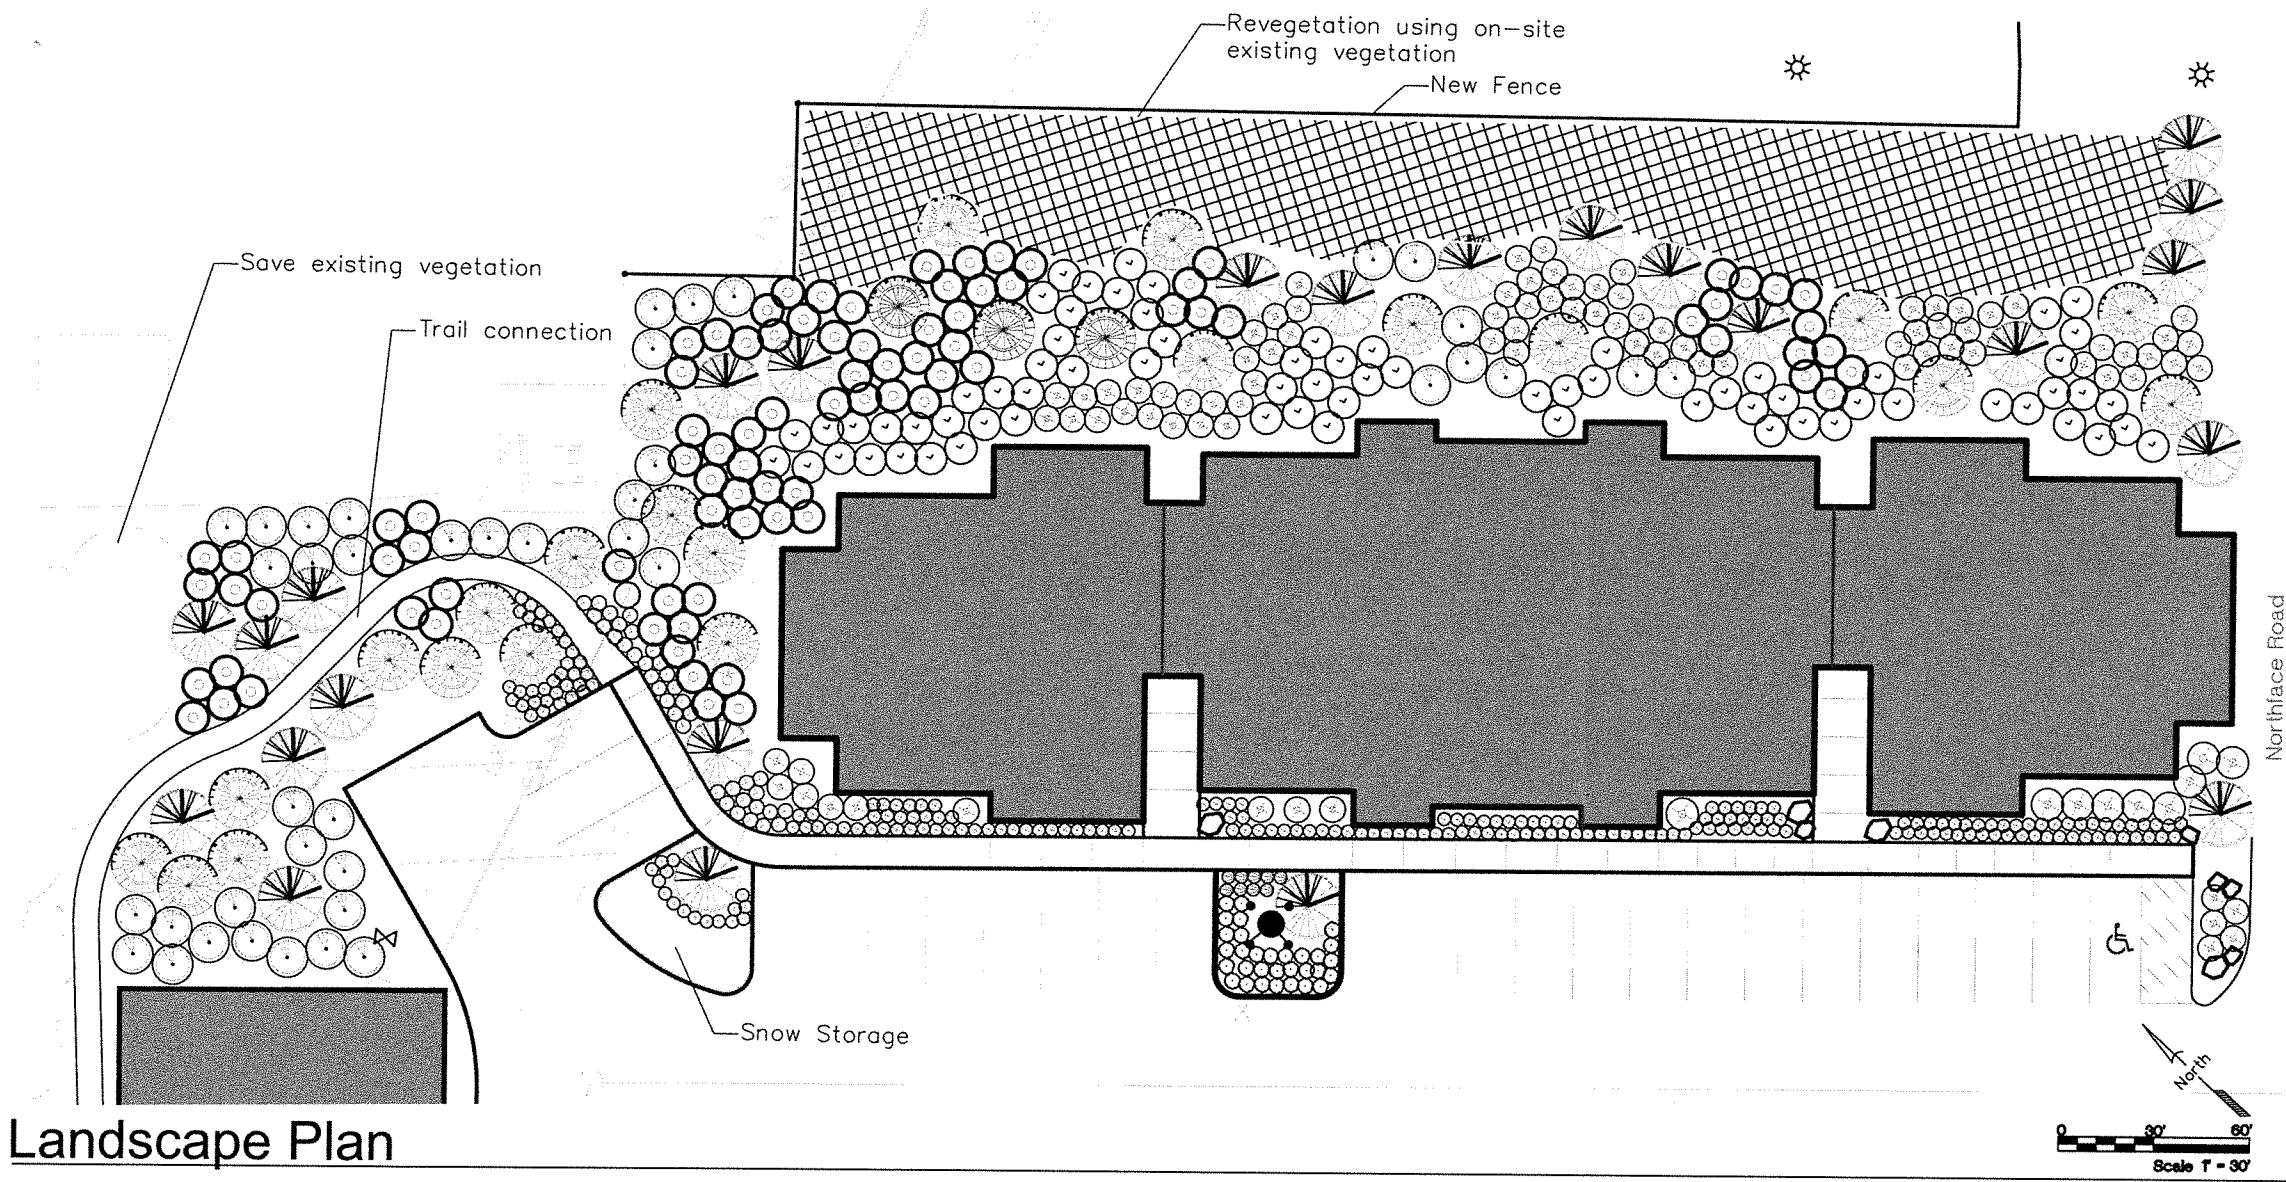 Revegetation using on-site
existing vegetation
New Fence
Save existing vegetation
Trail connection
Northface Road
Snow Storage
North
Landscape Plan
0 30' 60'
Scale 1" = 30'